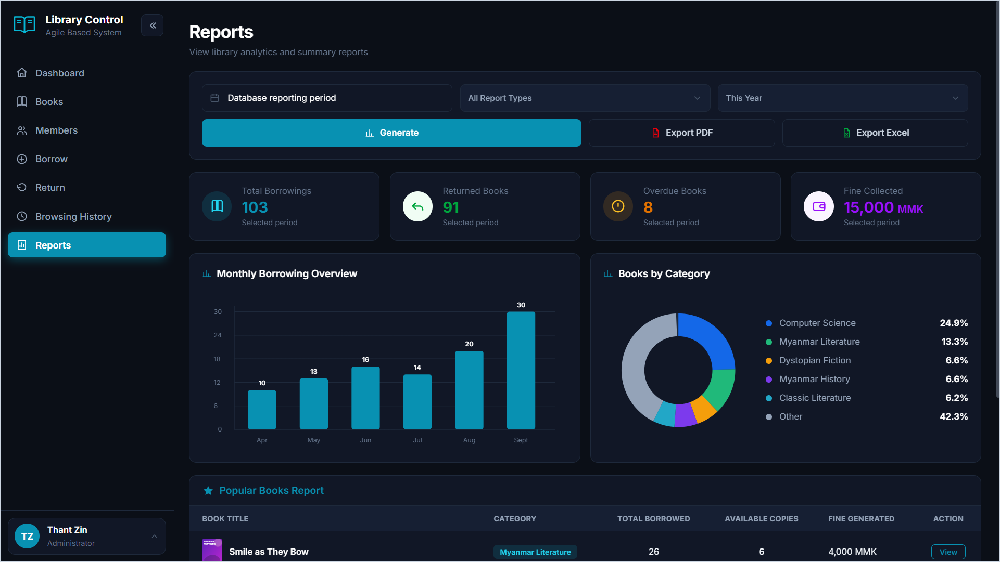 Library Control
Agile Based System
Dashboard
Books
Members
Borrow
Return
Browsing History
Reports
TZ
Thant Zin
Administrator
Reports
View library analytics and summary reports
Database reporting period
All Report Types
This Year
Generate
Export PDF
Export Excel
Total Borrowings
103
Selected period
Returned Books
91
Selected period
Overdue Books
8
Selected period
Fine Collected
15,000 MMK
Selected period
Monthly Borrowing Overview
30
24
18
12
6
0
10
13
16
14
20
30
Apr
May
Jun
Jul
Aug
Sept
Books by Category
Computer Science 24.9%
Myanmar Literature 13.3%
Dystopian Fiction 6.6%
Myanmar History 6.6%
Classic Literature 6.2%
Other 42.3%
Popular Books Report
BOOK TITLE CATEGORY TOTAL BORROWED AVAILABLE COPIES FINE GENERATED ACTION
Smile as They Bow Myanmar Literature 26 6 4,000 MMK View